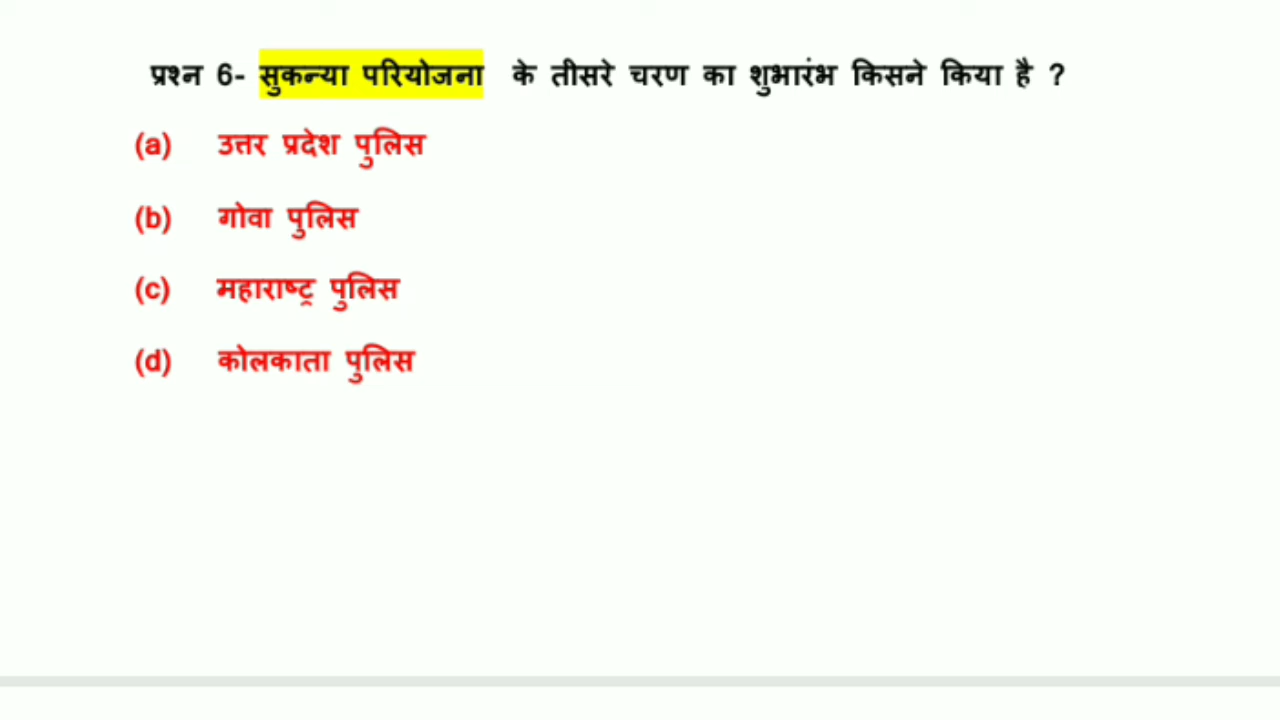 प्रश्न 6- सुकन्या परियोजना के तीसरे चरण का शुभारंभ किसने किया है ?
(a) उत्तर प्रदेश पुलिस
(b) गोवा पुलिस
(c) महाराष्ट्र पुलिस
(d) कोलकाता पुलिस